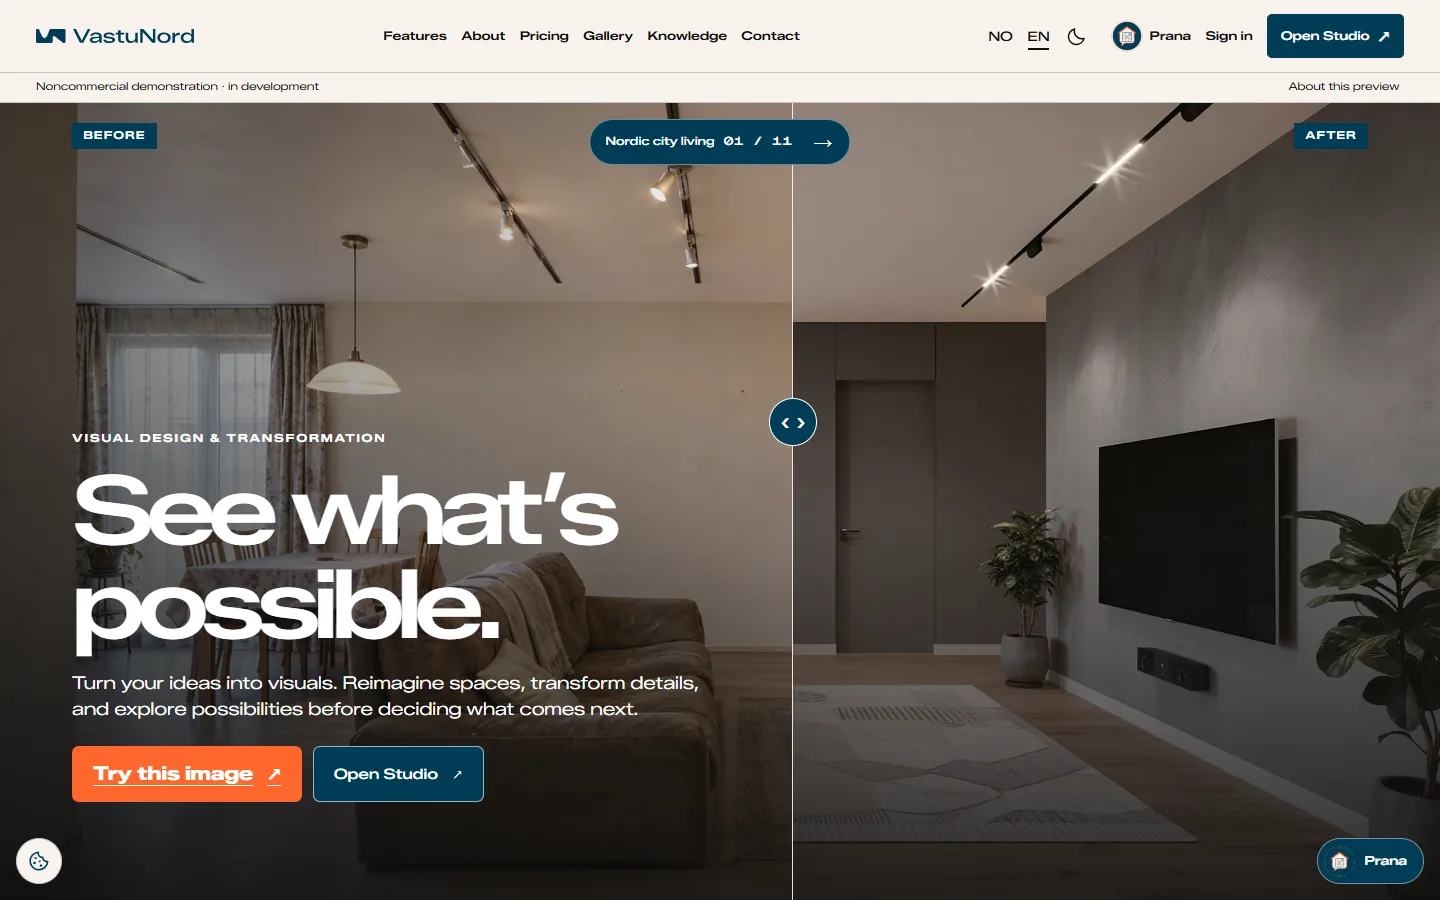 VastuNord
Features About Pricing Gallery Knowledge Contact
NO EN Prana Sign in Open Studio ↗
Noncommercial demonstration · in development
About this preview
BEFORE
Nordic city living 01 / 11 →
AFTER
VISUAL DESIGN & TRANSFORMATION
See what's
possible.
Turn your ideas into visuals. Reimagine spaces, transform details,
and explore possibilities before deciding what comes next.
Try this image ↗
Open Studio ↗
Prana